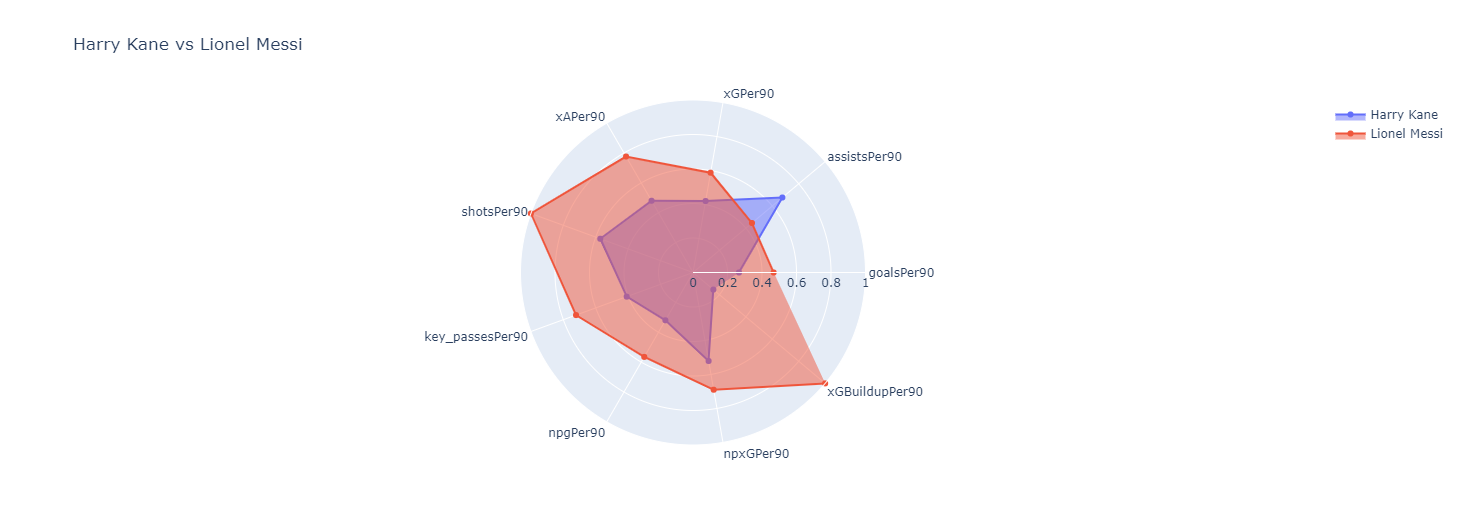 Harry Kane vs Lionel Messi
xGPer90
xAPer90
Harry Kane
Lionel Messi
assistsPer90
shotsPer90
goalsPer90
0 0.2 0.4 0.6 0.8 1
key_passesPer90
xGBuildupPer90
npgPer90
npxGPer90